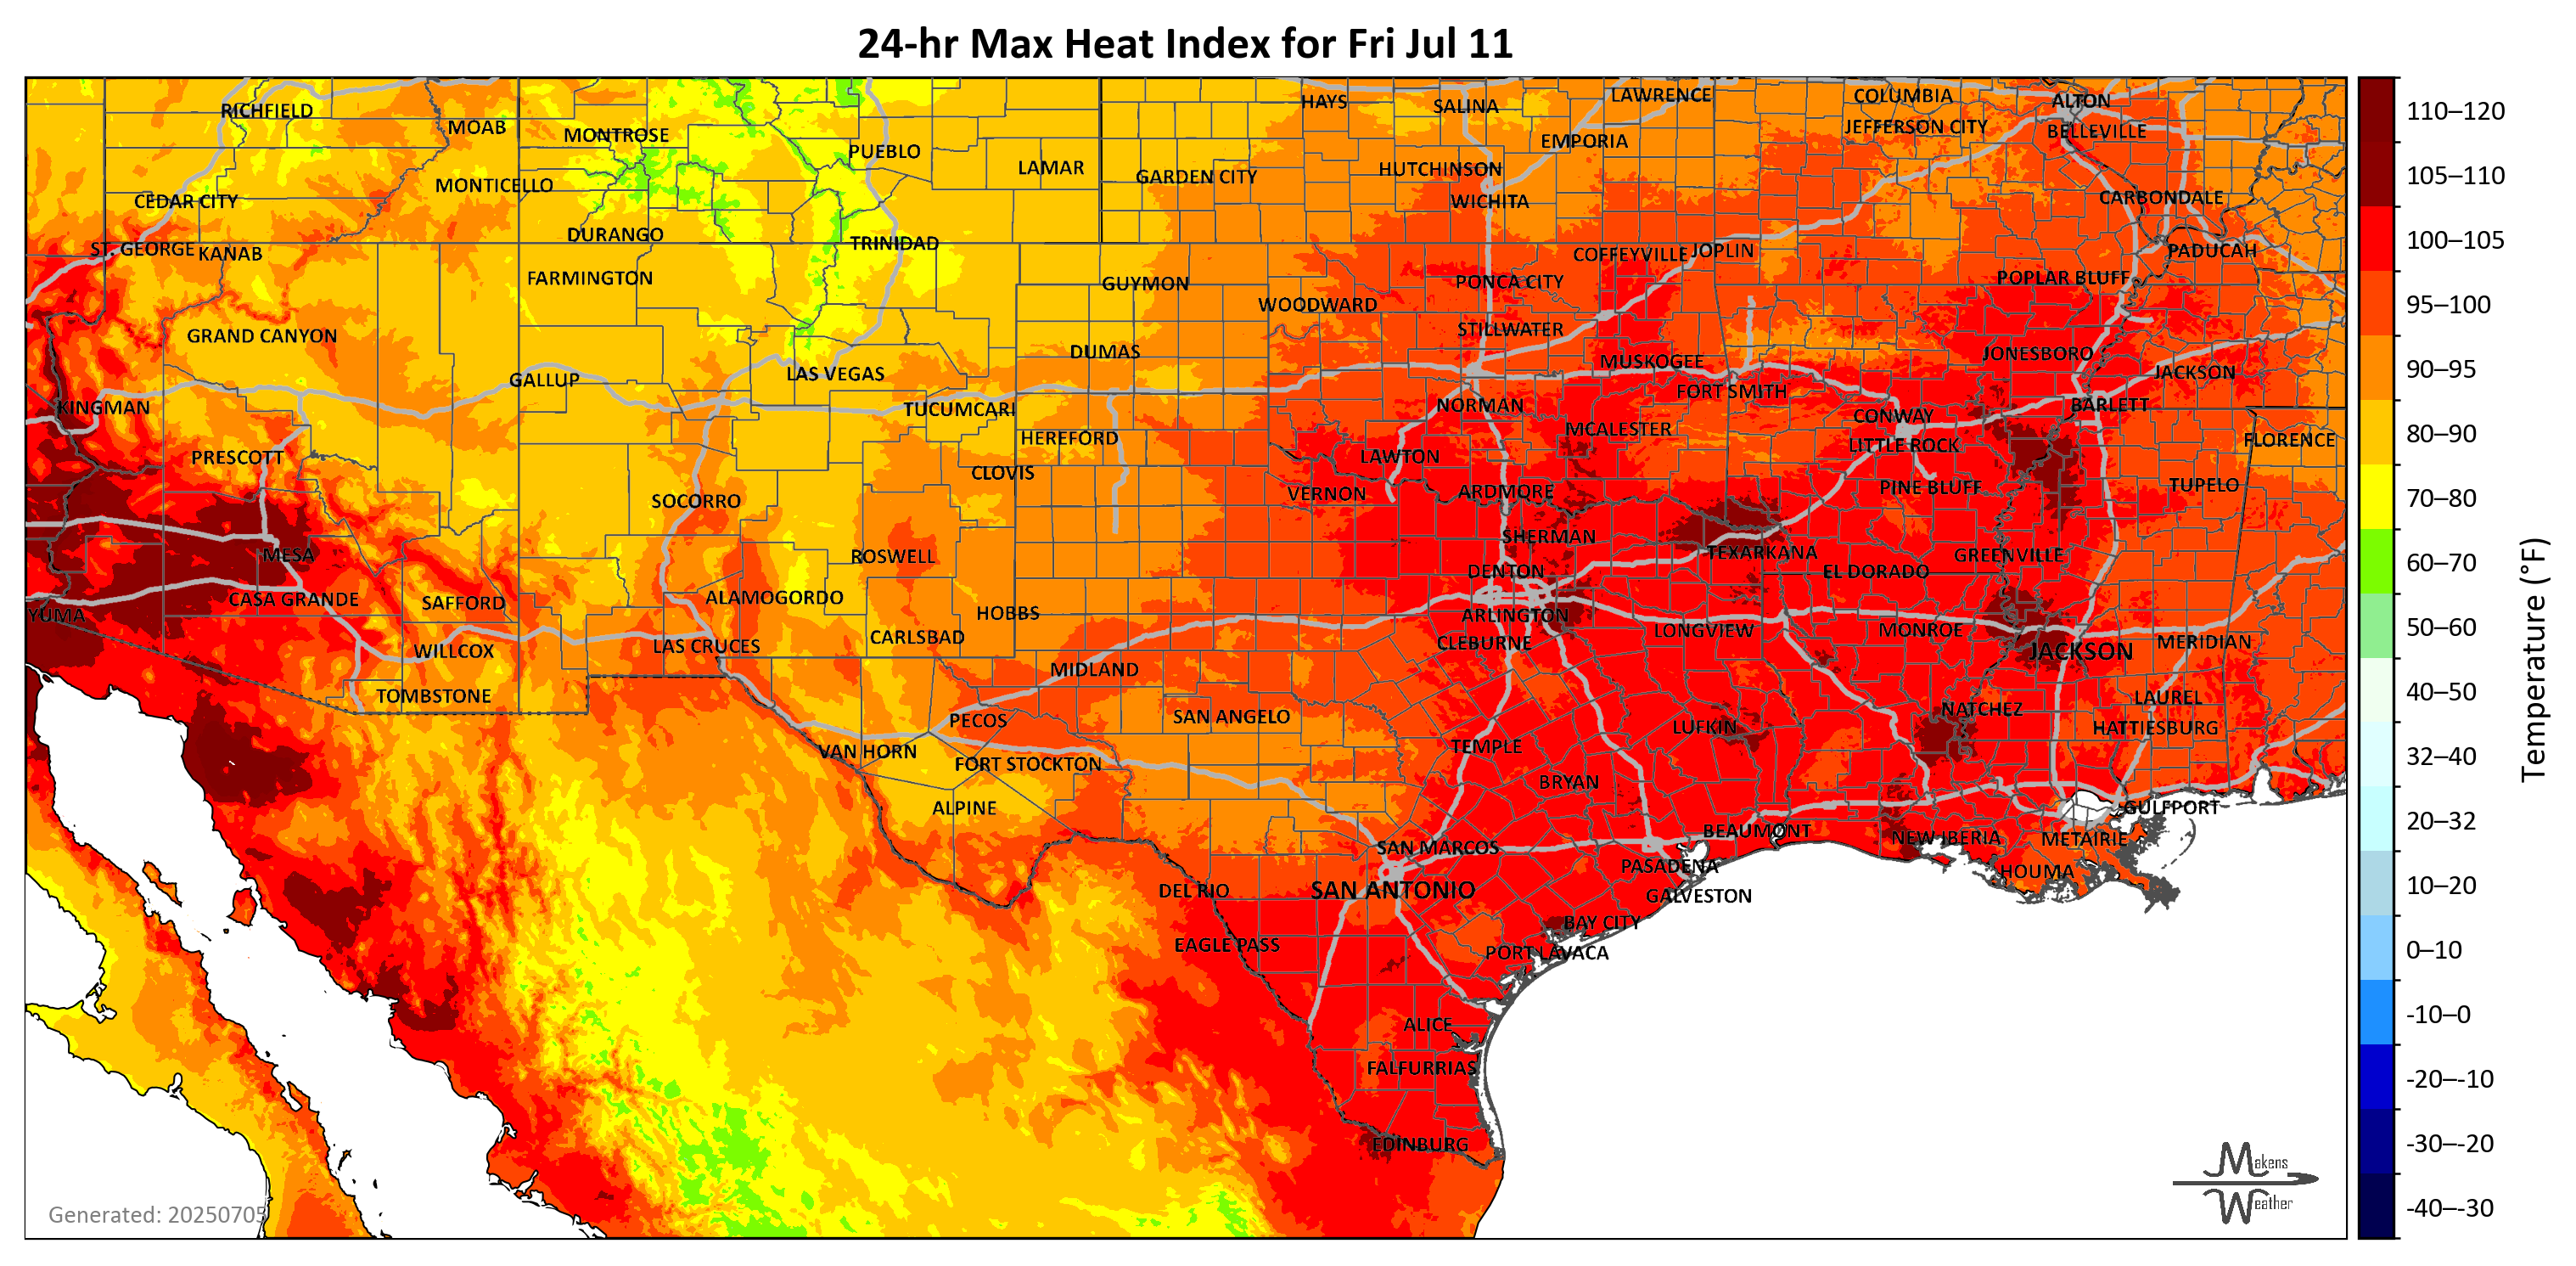 24-hr Max Heat Index for Fri Jul 11
RICHFIELD
MOAB
MONTROSE
PUEBLO
LAMAR
GARDEN CITY
HAYS
SALINA
LAWRENCE
EMPORIA
HUTCHINSON
WICHITA
COLUMBIA
JEFFERSON CITY
ALTON
BELLEVILLE
CARBONDALE
CEDAR CITY
MONTICELLO
DURANGO
TRINIDAD
ST. GEORGE
KANAB
FARMINGTON
GUYMON
WOODWARD
PONCA CITY
COFFEYVILLE
JOPLIN
POPLAR BLUFF
PADUCAH
GRAND CANYON
GALLUP
LAS VEGAS
DUMAS
STILLWATER
MUSKOGEE
FORT SMITH
JONESBORO
JACKSON
KINGMAN
TUCUMCARI
HEREFORD
NORMAN
MCALESTER
CONWAY
LITTLE ROCK
BARLETT
FLORENCE
PRESCOTT
SOCORRO
CLOVIS
LAWTON
VERNON
ARDMORE
PINE BLUFF
TUPELO
MESA
ROSWELL
SHERMAN
TEXARKANA
GREENVILLE
DENTON
EL DORADO
YUMA
CASA GRANDE
SAFFORD
ALAMOGORDO
HOBBS
ARLINGTON
CLEBURNE
LONGVIEW
MONROE
JACKSON
MERIDIAN
WILLCOX
LAS CRUCES
CARLSBAD
MIDLAND
TOMBSTONE
PECOS
SAN ANGELO
LUFKIN
NATCHEZ
LAUREL
HATTIESBURG
VAN HORN
FORT STOCKTON
TEMPLE
BRYAN
ALPINE
GULFPORT
SAN MARCOS
BEAUMONT
NEW IBERIA
METAIRIE
PASADENA
HOUMA
DEL RIO
SAN ANTONIO
GALVESTON
EAGLE PASS
BAY CITY
PORT LAVACA
ALICE
FALFURRIAS
EDINBURG
Generated: 20250705
Makens
Weather
110–120
105–110
100–105
95–100
90–95
80–90
70–80
60–70
50–60
40–50
32–40
20–32
10–20
0–10
-10–0
-20–-10
-30–-20
-40–-30
Temperature (°F)